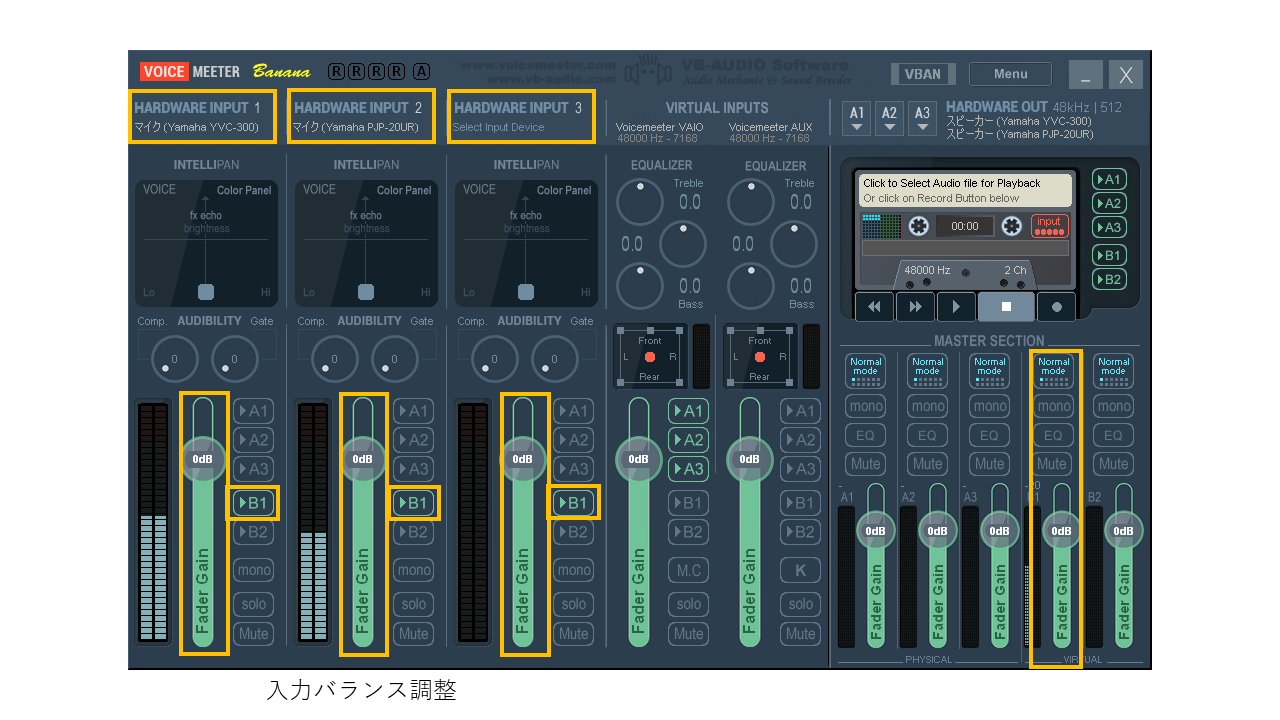 VOICE MEETER Banana R R R R A
www.voicemeeter.com
www.vb-audio.com
VB-AUDIO Software
Audio Mechanic & Sound Breeder
VBAN
Menu
_
X
HARDWARE INPUT 1
マイク(Yamaha YVC-300)
HARDWARE INPUT 2
マイク(Yamaha PJP-20UR)
HARDWARE INPUT 3
Select Input Device
VIRTUAL INPUTS
Voicemeeter VAIO
48000 Hz - 7168
Voicemeeter AUX
48000 Hz - 7168
A1
A2
A3
HARDWARE OUT 48kHz | 512
スピーカー (Yamaha YVC-300)
スピーカー (Yamaha PJP-20UR)
INTELLIPAN
VOICE
Color Panel
fx echo
brightness
Lo
Hi
INTELLIPAN
VOICE
Color Panel
fx echo
brightness
Lo
Hi
INTELLIPAN
VOICE
Color Panel
fx echo
brightness
Lo
Hi
EQUALIZER
Treble
0.0
0.0
0.0
Bass
EQUALIZER
Treble
0.0
0.0
0.0
Bass
Click to Select Audio file for Playback
Or click on Record Button below
00:00
input
48000 Hz
2 Ch
A1
A2
A3
B1
B2
Comp. AUDIBILITY Gate
0
0
Comp. AUDIBILITY Gate
0
0
Comp. AUDIBILITY Gate
0
0
Front
L
R
Rear
Front
L
R
Rear
0dB
Fader Gain
A1
A2
A3
B1
B2
mono
solo
Mute
0dB
Fader Gain
A1
A2
A3
B1
B2
mono
solo
Mute
0dB
Fader Gain
A1
A2
A3
B1
B2
mono
solo
Mute
0dB
Fader Gain
A1
A2
A3
B1
B2
M.C
solo
Mute
0dB
Fader Gain
A1
A2
A3
B1
B2
K
solo
Mute
MASTER SECTION
Normal
mode
mono
EQ
Mute
-
A1
0dB
Fader Gain
Normal
mode
mono
EQ
Mute
-
A2
0dB
Fader Gain
Normal
mode
mono
EQ
Mute
-
A3
0dB
Fader Gain
Normal
mode
mono
EQ
Mute
-20
B1
0dB
Fader Gain
Normal
mode
mono
EQ
Mute
-
B2
0dB
Fader Gain
PHYSICAL
VIRTUAL
入力バランス調整